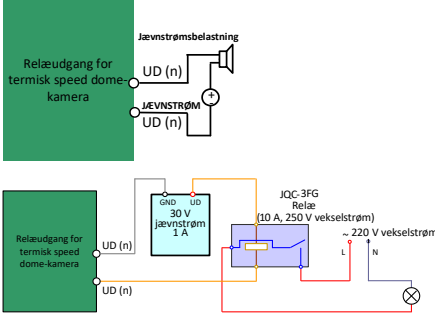 Jævnstrømsbelastning
Relæudgang for
termisk speed dome-
kamera
UD (n)
JÆVNSTRØM
UD (n)
+
-
JQC-3FG
Relæ
(10 A, 250 V vekselstrøm)
GND UD
30 V
jævnstrøm
1 A
~ 220 V vekselstrøm
L N
Relæudgang for
termisk speed
dome-kamera
UD (n)
UD (n)